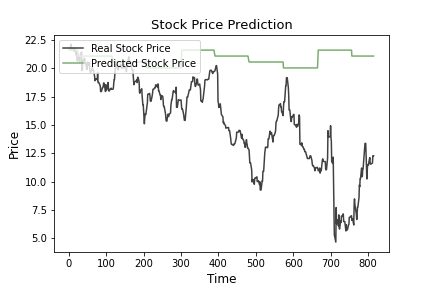 Stock Price Prediction
22.5
Real Stock Price
Predicted Stock Price
20.0
17.5
15.0
12.5
10.0
7.5
5.0
Price
0 100 200 300 400 500 600 700 800
Time